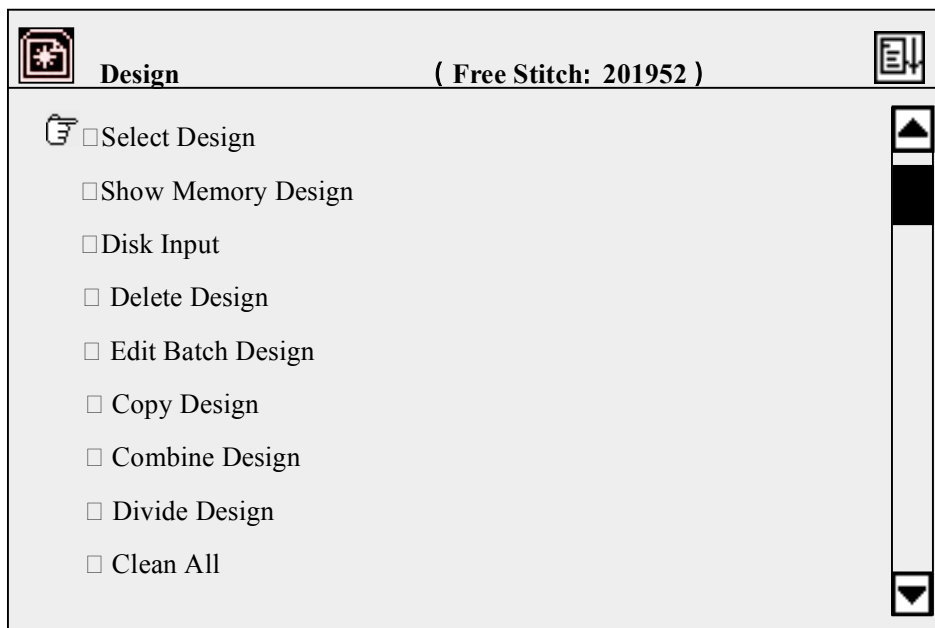 Design (Free Stitch: 201952)
□Select Design
□Show Memory Design
□Disk Input
□ Delete Design
□ Edit Batch Design
□ Copy Design
□ Combine Design
□ Divide Design
□ Clean All